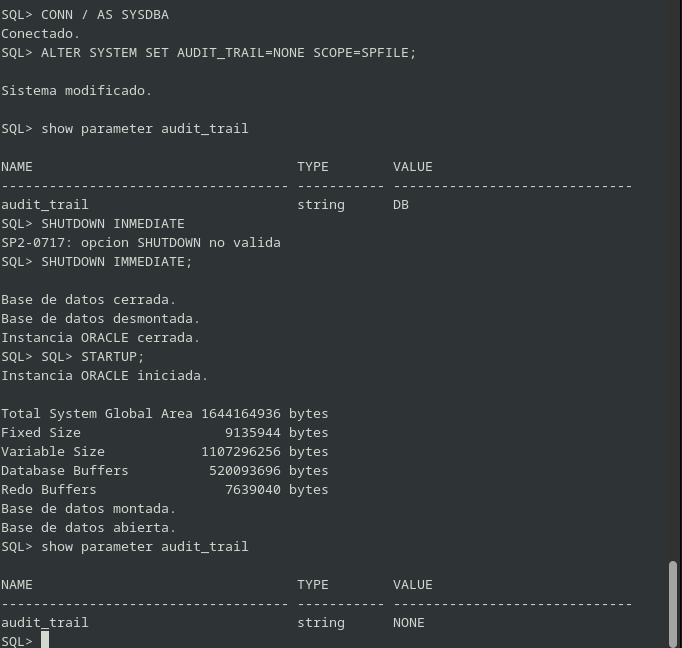 SQL> CONN / AS SYSDBA
Conectado.
SQL> ALTER SYSTEM SET AUDIT_TRAIL=NONE SCOPE=SPFILE;
Sistema modificado.
SQL> show parameter audit_trail
NAME                                 TYPE        VALUE
------------------------------------ ----------- ------------------------------
audit_trail                          string      DB
SQL> SHUTDOWN INMEDIATE
SP2-0717: opcion SHUTDOWN no valida
SQL> SHUTDOWN IMMEDIATE;
Base de datos cerrada.
Base de datos desmontada.
Instancia ORACLE cerrada.
SQL> SQL> STARTUP;
Instancia ORACLE iniciada.
Total System Global Area 1644164936 bytes
Fixed Size                  9135944 bytes
Variable Size            1107296256 bytes
Database Buffers          520093696 bytes
Redo Buffers                7639040 bytes
Base de datos montada.
Base de datos abierta.
SQL> show parameter audit_trail
NAME                                 TYPE        VALUE
------------------------------------ ----------- ------------------------------
audit_trail                          string      NONE
SQL>